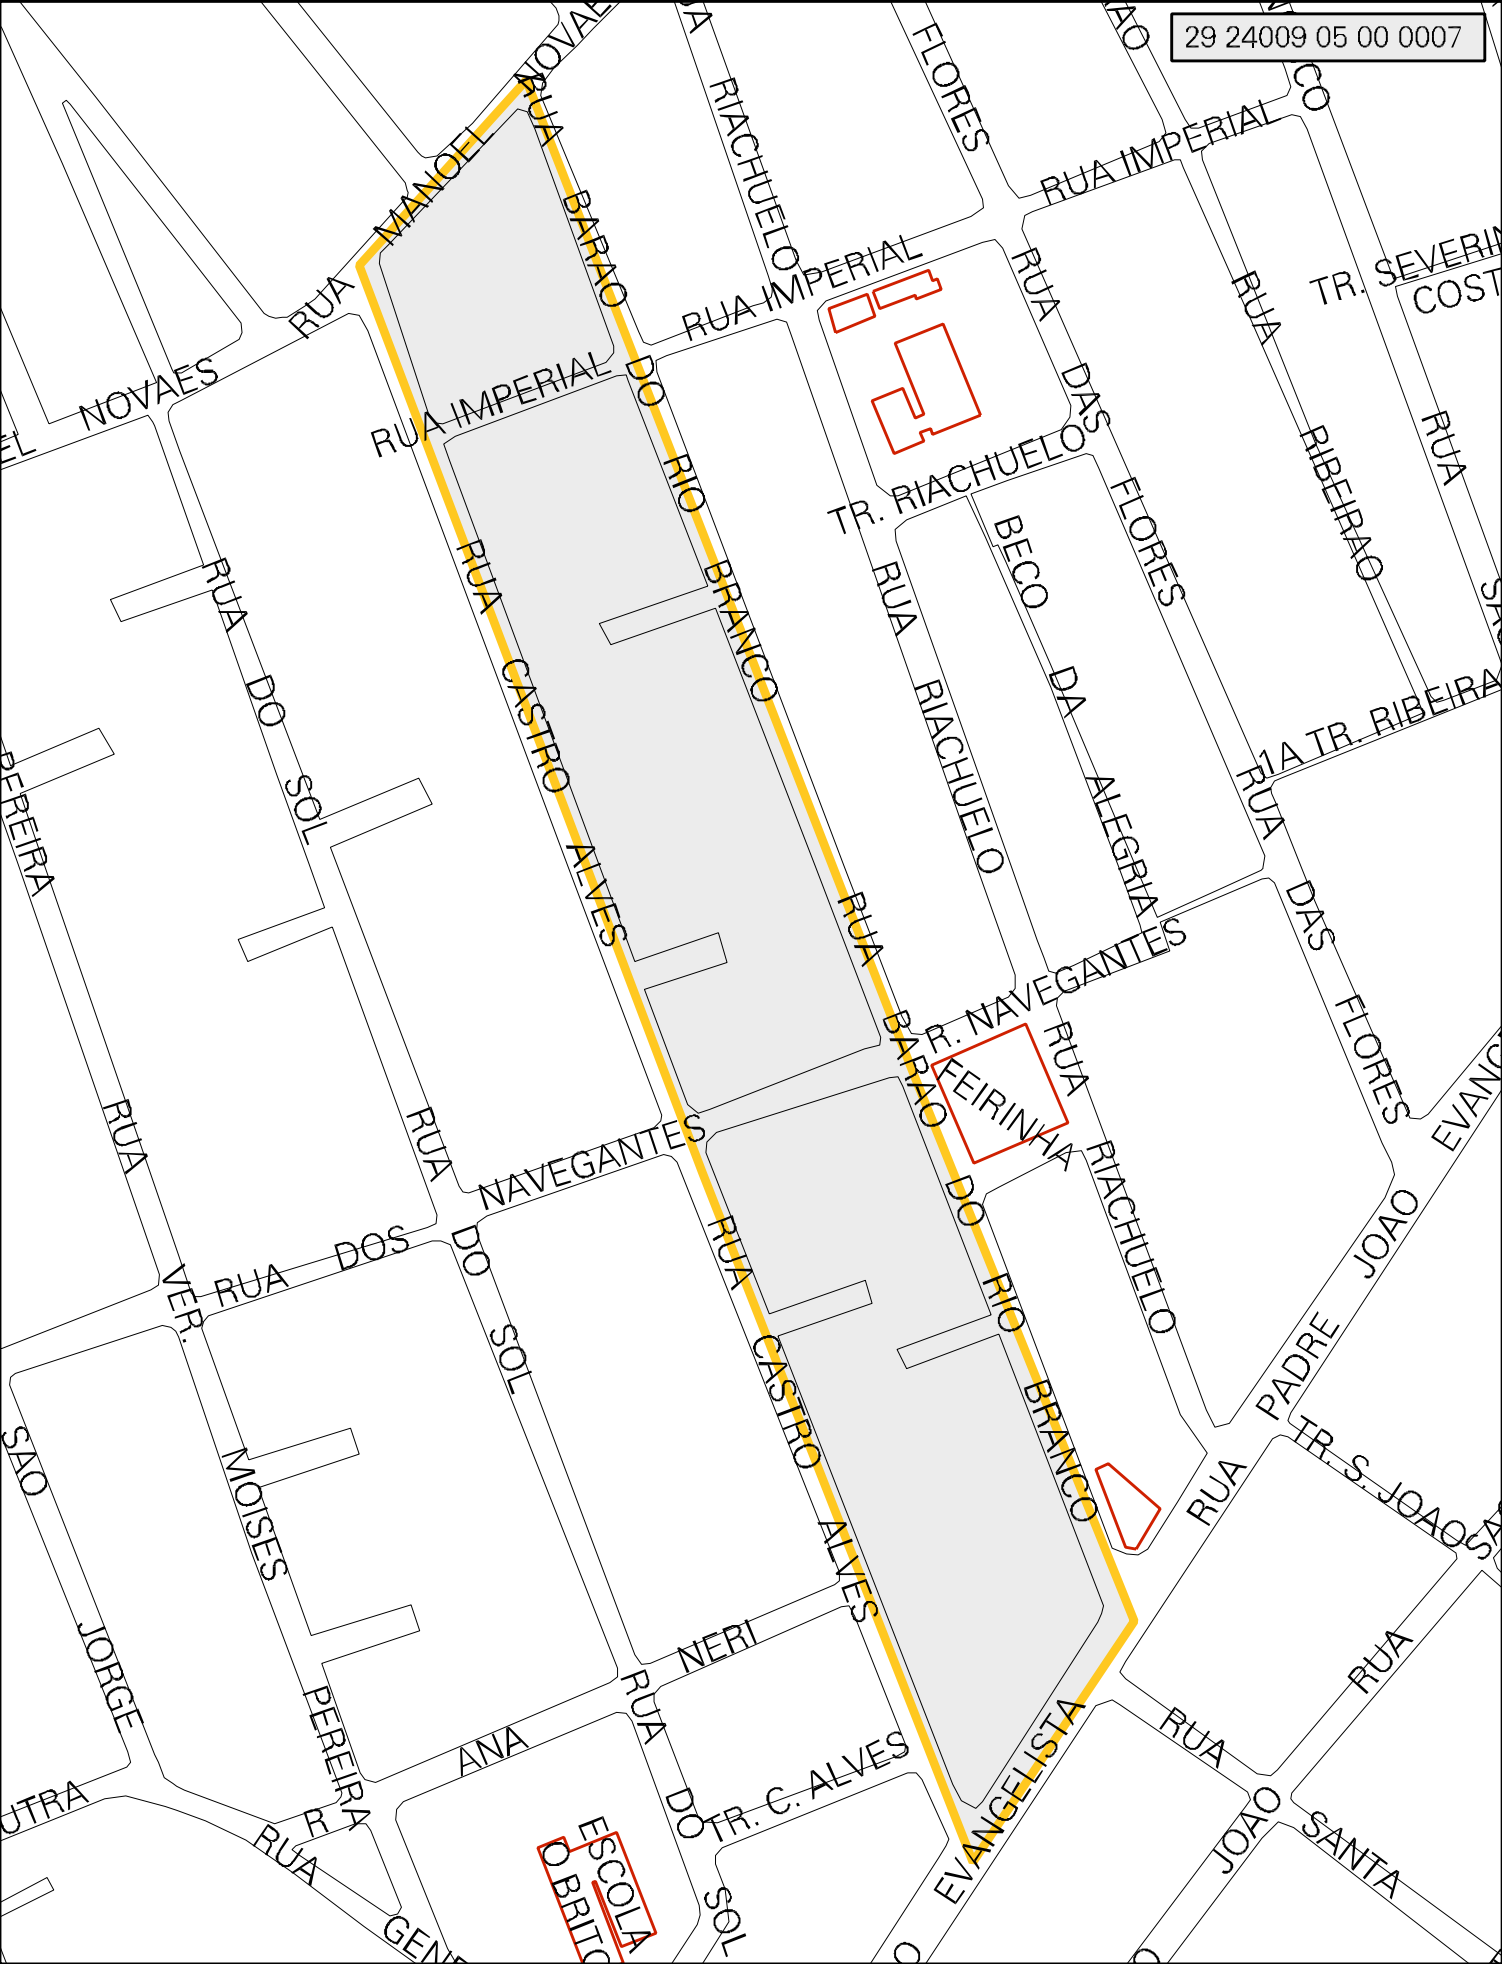 29 24009 05 00 0007
NOVAES
RUA MANOEL
RUA BARAO DO RIO BRANCO
RIACHUELO
FLORES
RUA IMPERIAL
RUA IMPERIAL
RUA IMPERIAL
TR. SEVERIN
COST
NOVAES
EL
RUA DAS FLORES
RUA RIBEIRAO
RUA
TR. RIACHUELO
BECO DA ALEGRIA
RUA RIACHUELO
RUA CASTRO ALVES
RUA DO SOL
1A TR. RIBEIRA
PEREIRA
RUA DAS FLORES
RUA BARAO DO RIO BRANCO
R. NAVEGANTES
FEIRINHA
RUA RIACHUELO
RUA DOS NAVEGANTES
RUA VER. MOISES PEREIRA
RUA DO SOL
RUA CASTRO ALVES
RUA PADRE JOAO EVANG
TR. S. JOAO
SAO JORGE
ANA NERI
RUA DO SOL
TR. C. ALVES
EVANGELISTA
RUA
RUA JOAO
SANTA
UTRA
R
RUA
GENE
ESCOLA
O BRITO